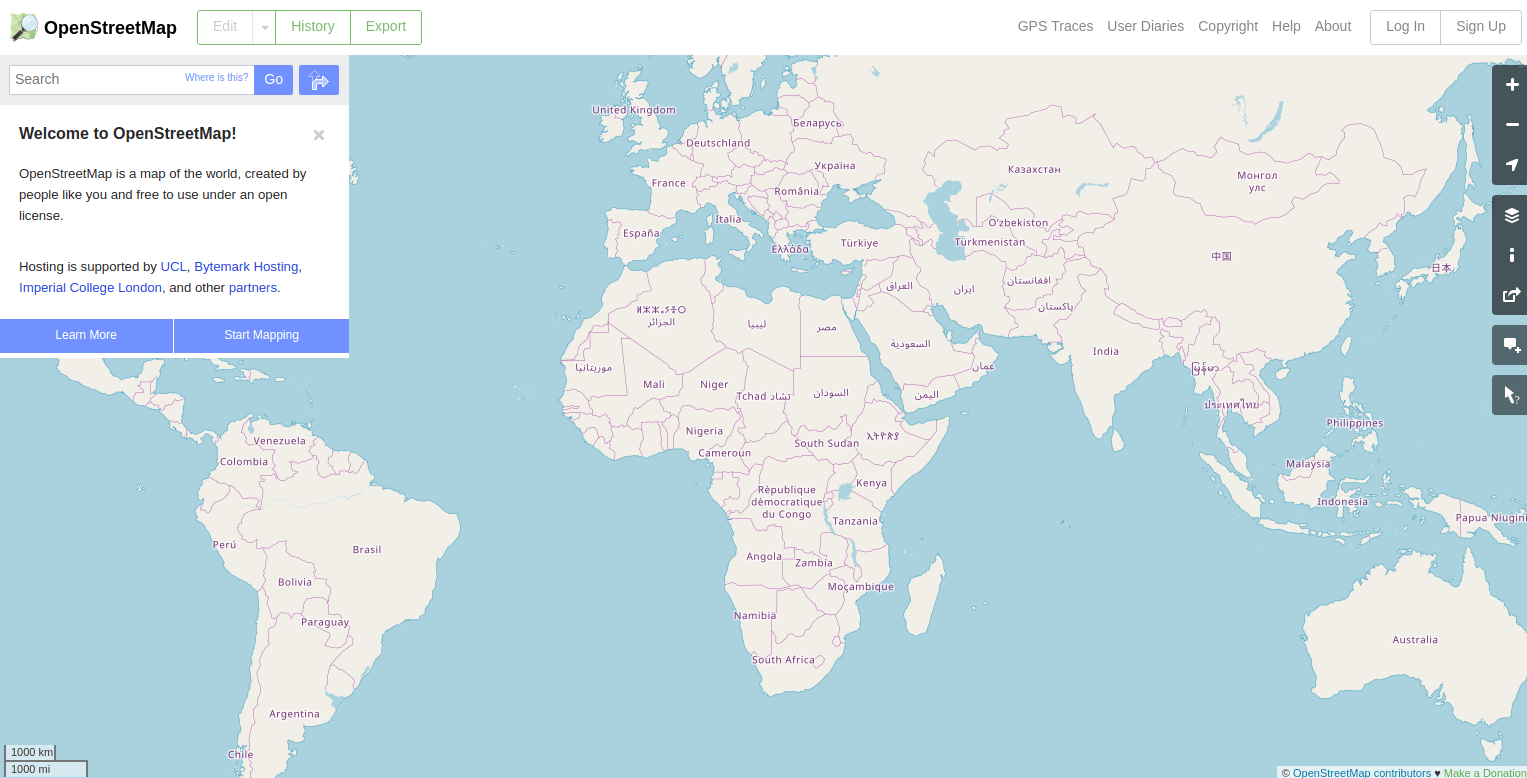 OpenStreetMap
Edit
History
Export
GPS Traces
User Diaries
Copyright
Help
About
Log In
Sign Up
Search
Where is this?
Go
Welcome to OpenStreetMap!
OpenStreetMap is a map of the world, created by
people like you and free to use under an open
license.
Hosting is supported by UCL, Bytemark Hosting,
Imperial College London, and other partners.
Learn More
Start Mapping
United Kingdom
Беларусь
Deutschland
Україна
France
România
Italia
España
Ελλάδα
Türkiye
Казахстан
Монгол
улс
Oʻzbekiston
Türkmenistan
中国
日本
العراق
ایران
افغانستان
پاکستان
ⵍⵣⵣⴰⵢⴻⵔ
الجزائر
ليبيا
مصر
السعودية
عمان
India
မြန်မာ
موريتانيا
Mali
Niger
Tchad تشاد
السودان
اليمن
ประเทศไทย
Philippines
Nigeria
South Sudan
ኢትዮጵያ
Cameroun
Venezuela
Colombia
Malaysia
Kenya
République
démocratique
du Congo
Indonesia
Papua Niugini
Tanzania
Perú
Brasil
Angola
Zambia
Bolivia
Moçambique
Namibia
Paraguay
Australia
South Africa
Argentina
Chile
1000 km
1000 mi
© OpenStreetMap contributors ♥ Make a Donation